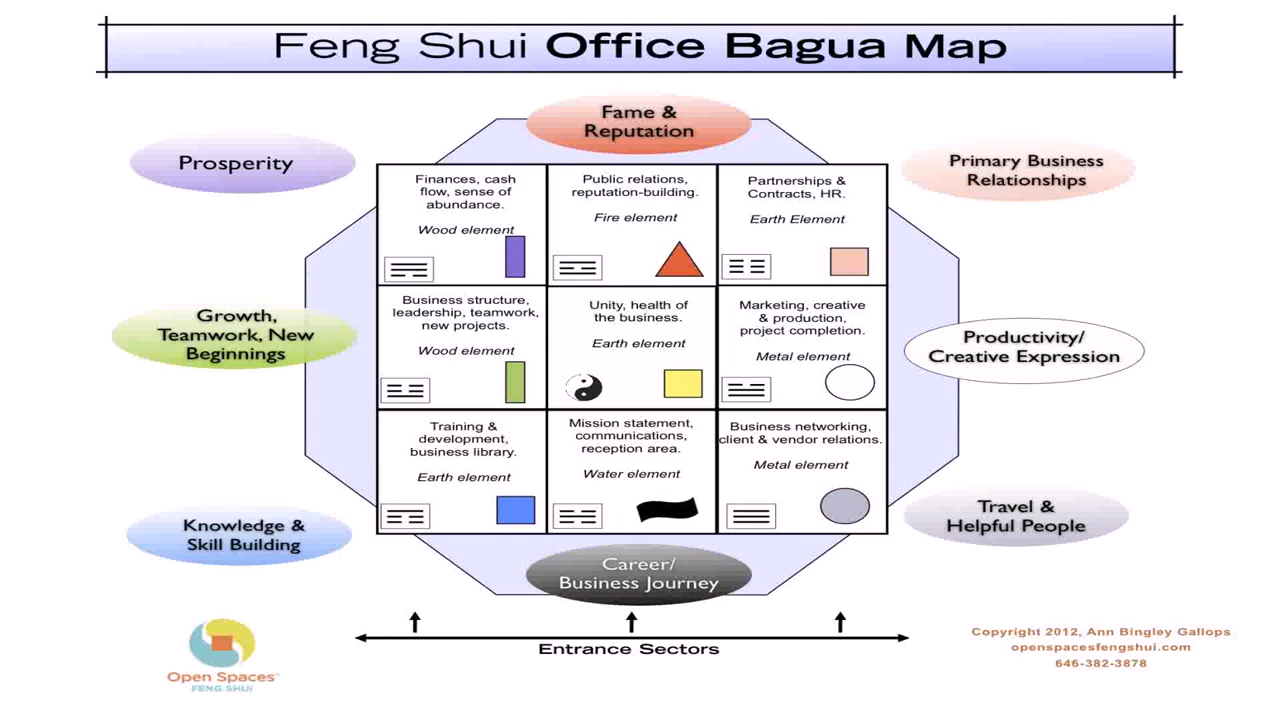 Feng Shui Office Bagua Map
Fame &
Reputation
Prosperity
Primary Business
Relationships
Finances, cash
flow, sense of
abundance.
Wood element
Public relations,
reputation-building.
Fire element
Partnerships &
Contracts, HR.
Earth Element
Growth,
Teamwork, New
Beginnings
Business structure,
leadership, teamwork,
new projects.
Wood element
Unity, health of
the business.
Earth element
Marketing, creative
& production,
project completion.
Metal element
Productivity/
Creative Expression
Knowledge &
Skill Building
Training &
development,
business library.
Earth element
Mission statement,
communications,
reception area.
Water element
Business networking,
client & vendor relations.
Metal element
Travel &
Helpful People
Career/
Business Journey
Entrance Sectors
Open Spaces
FENG SHUI
Copyright 2012, Ann Bingley Gallops
openspacesfengshui.com
646-382-3878